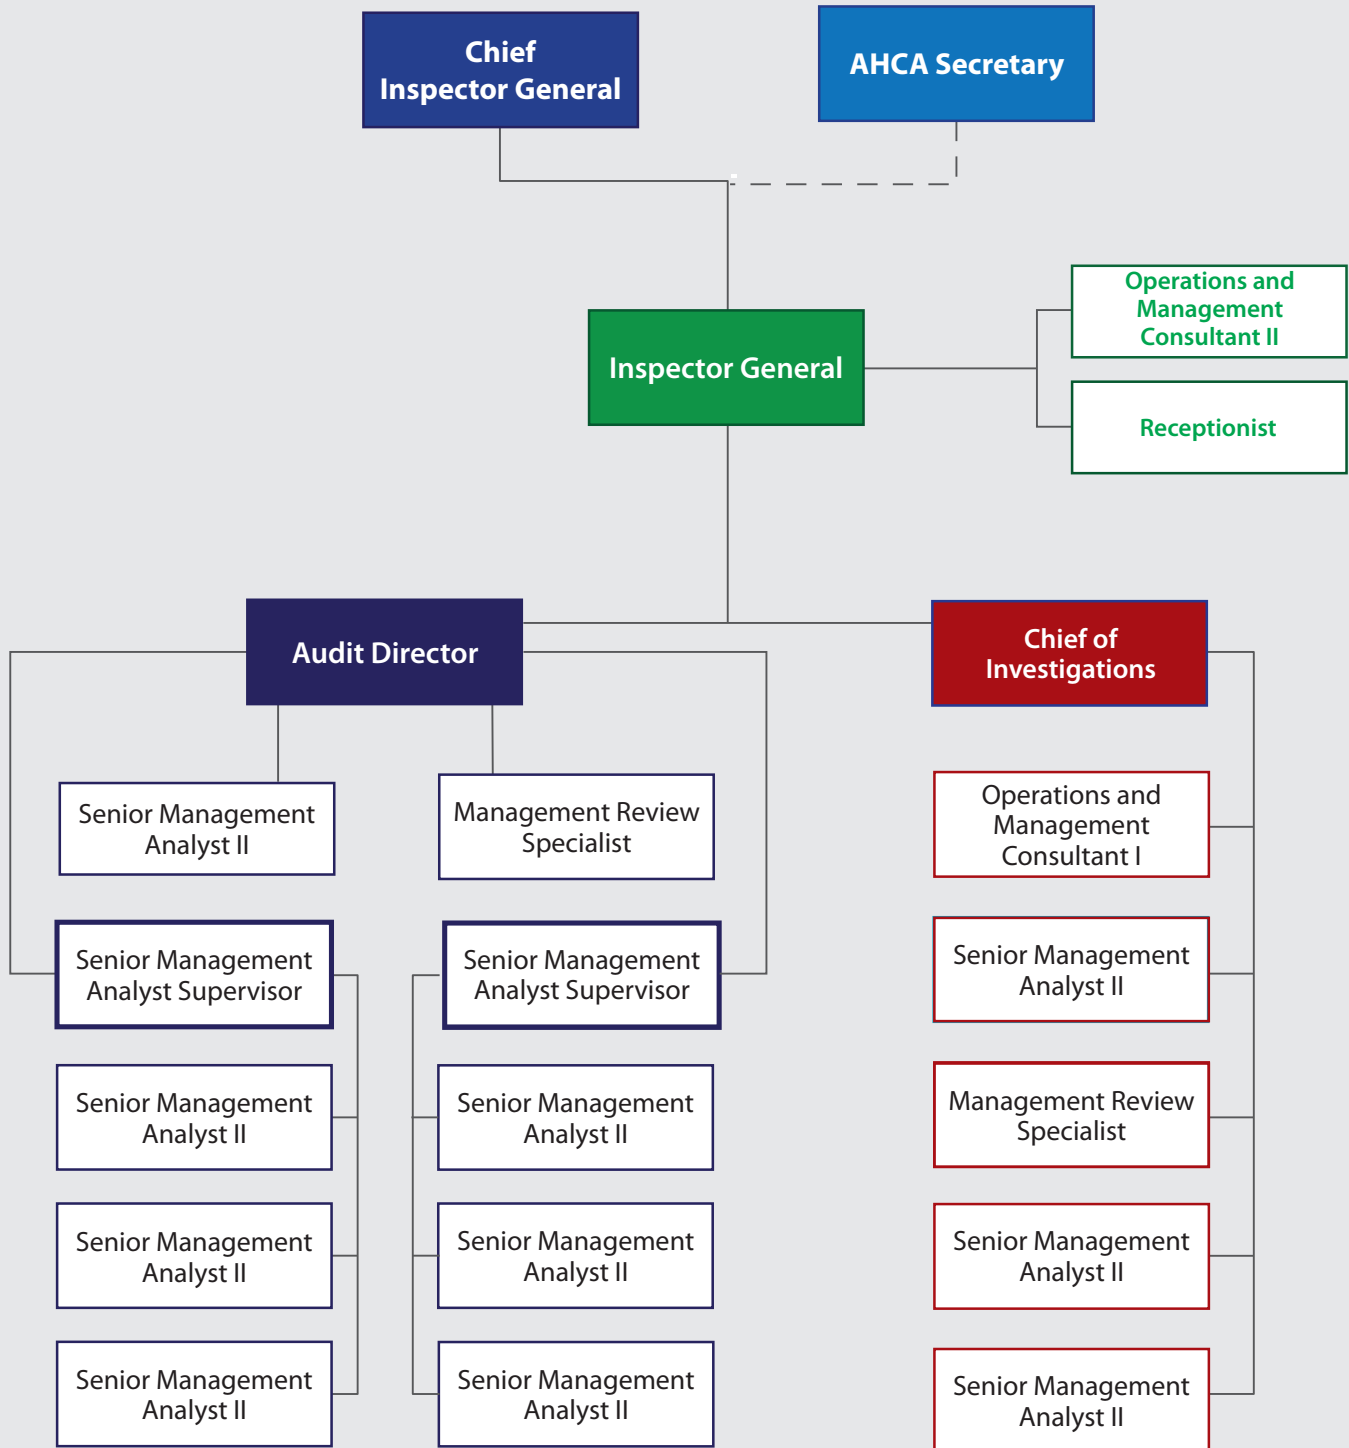 Chief
Inspector General
AHCA Secretary
Operations and
Management
Consultant II
Inspector General
Receptionist
Audit Director
Chief of
Investigations
Senior Management
Analyst II
Management Review
Specialist
Operations and
Management
Consultant I
Senior Management
Analyst Supervisor
Senior Management
Analyst Supervisor
Senior Management
Analyst II
Senior Management
Analyst II
Senior Management
Analyst II
Management Review
Specialist
Senior Management
Analyst II
Senior Management
Analyst II
Senior Management
Analyst II
Senior Management
Analyst II
Senior Management
Analyst II
Senior Management
Analyst II